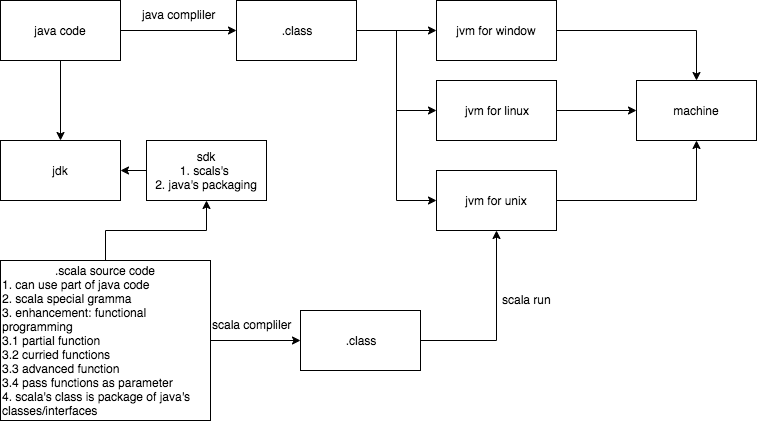 java compliler
java code
.class
jvm for window
jvm for linux
machine
jdk
sdk
1. scals's
2. java's packaging
jvm for unix
.scala source code
1. can use part of java code
2. scala special gramma
3. enhancement: functional
programming
3.1 partial function
3.2 curried functions
3.3 advanced function
3.4 pass functions as parameter
4. scala's class is package of java's
classes/interfaces
scala compliler
.class
scala run